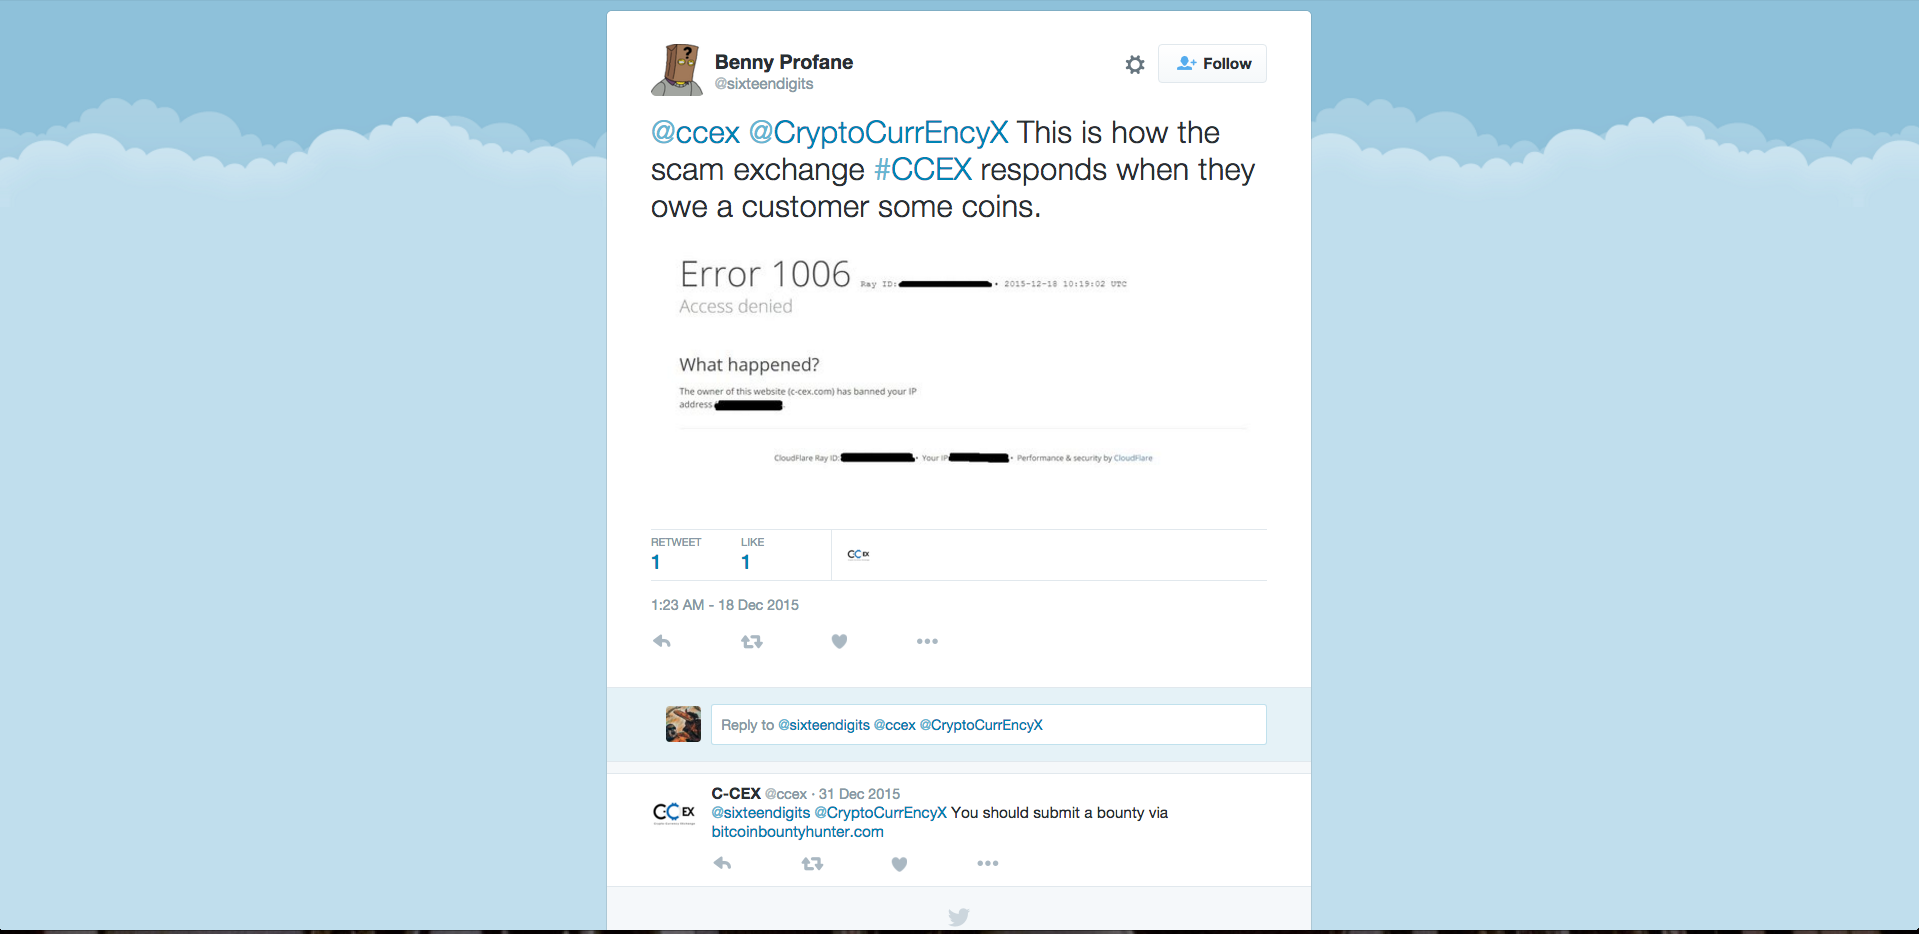 Benny Profane
@sixteendigits
Follow
@ccex @CryptoCurrEncyX This is how the
scam exchange #CCEX responds when they
owe a customer some coins.
Error 1006 Ray ID: • 2015-12-18 10:19:02 UTC
Access denied
What happened?
The owner of this website (c-cex.com) has banned your IP
address
CloudFlare Ray ID: • Your IP • Performance & security by CloudFlare
RETWEET LIKE
1 1
CCEX
1:23 AM - 18 Dec 2015
Reply to @sixteendigits @ccex @CryptoCurrEncyX
C-CEX @ccex · 31 Dec 2015
C-CEX
@sixteendigits @CryptoCurrEncyX You should submit a bounty via
bitcoinbountyhunter.com